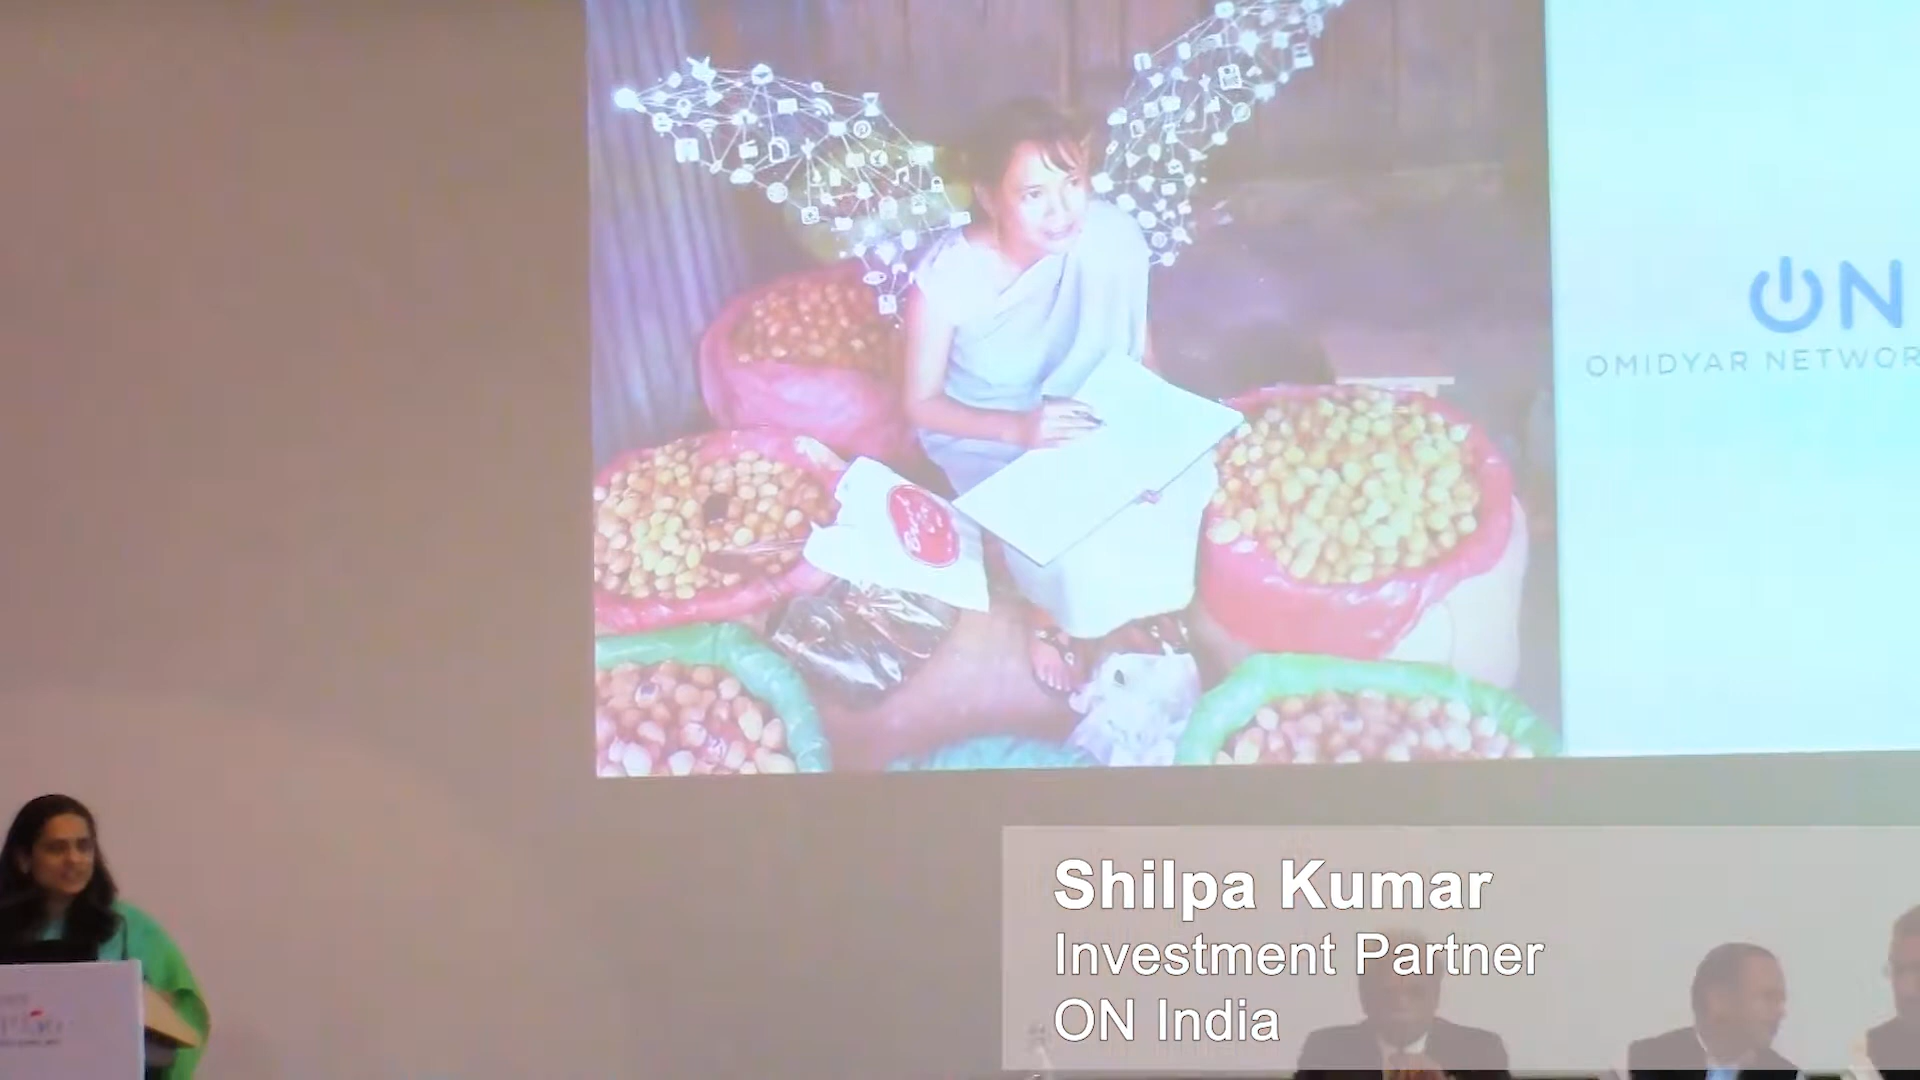 ON
OMIDYAR NETWOR
Shilpa Kumar
Investment Partner
ON India